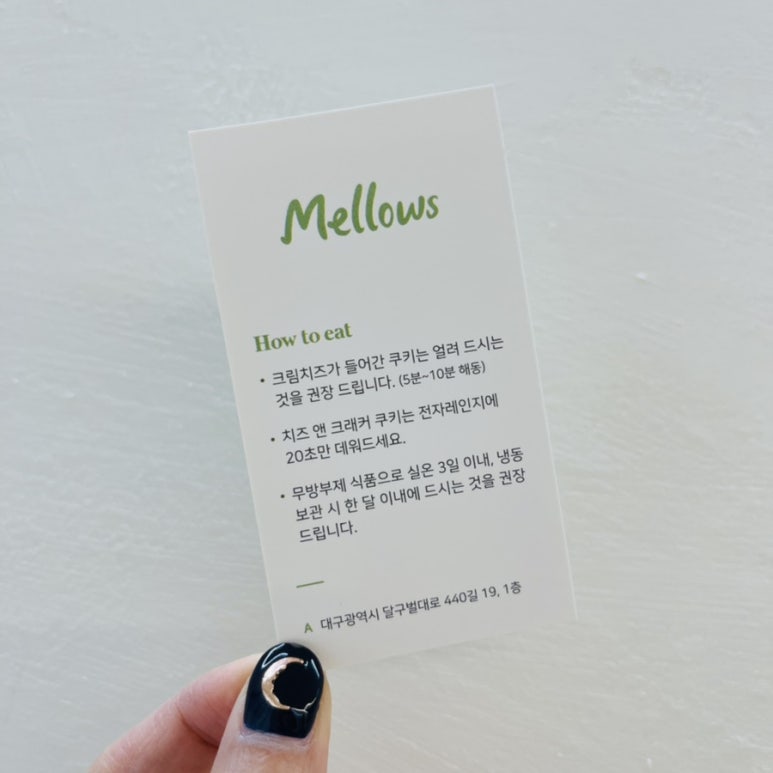 Mellows
How to eat
• 크림치즈가 들어간 쿠키는 얼려 드시는
것을 권장 드립니다. (5분~10분 해동)
• 치즈 앤 크래커 쿠키는 전자레인지에
20초만 데워드세요.
• 무방부제 식품으로 실온 3일 이내, 냉동
보관 시 한 달 이내에 드시는 것을 권장
드립니다.
A 대구광역시 달구벌대로 440길 19, 1층